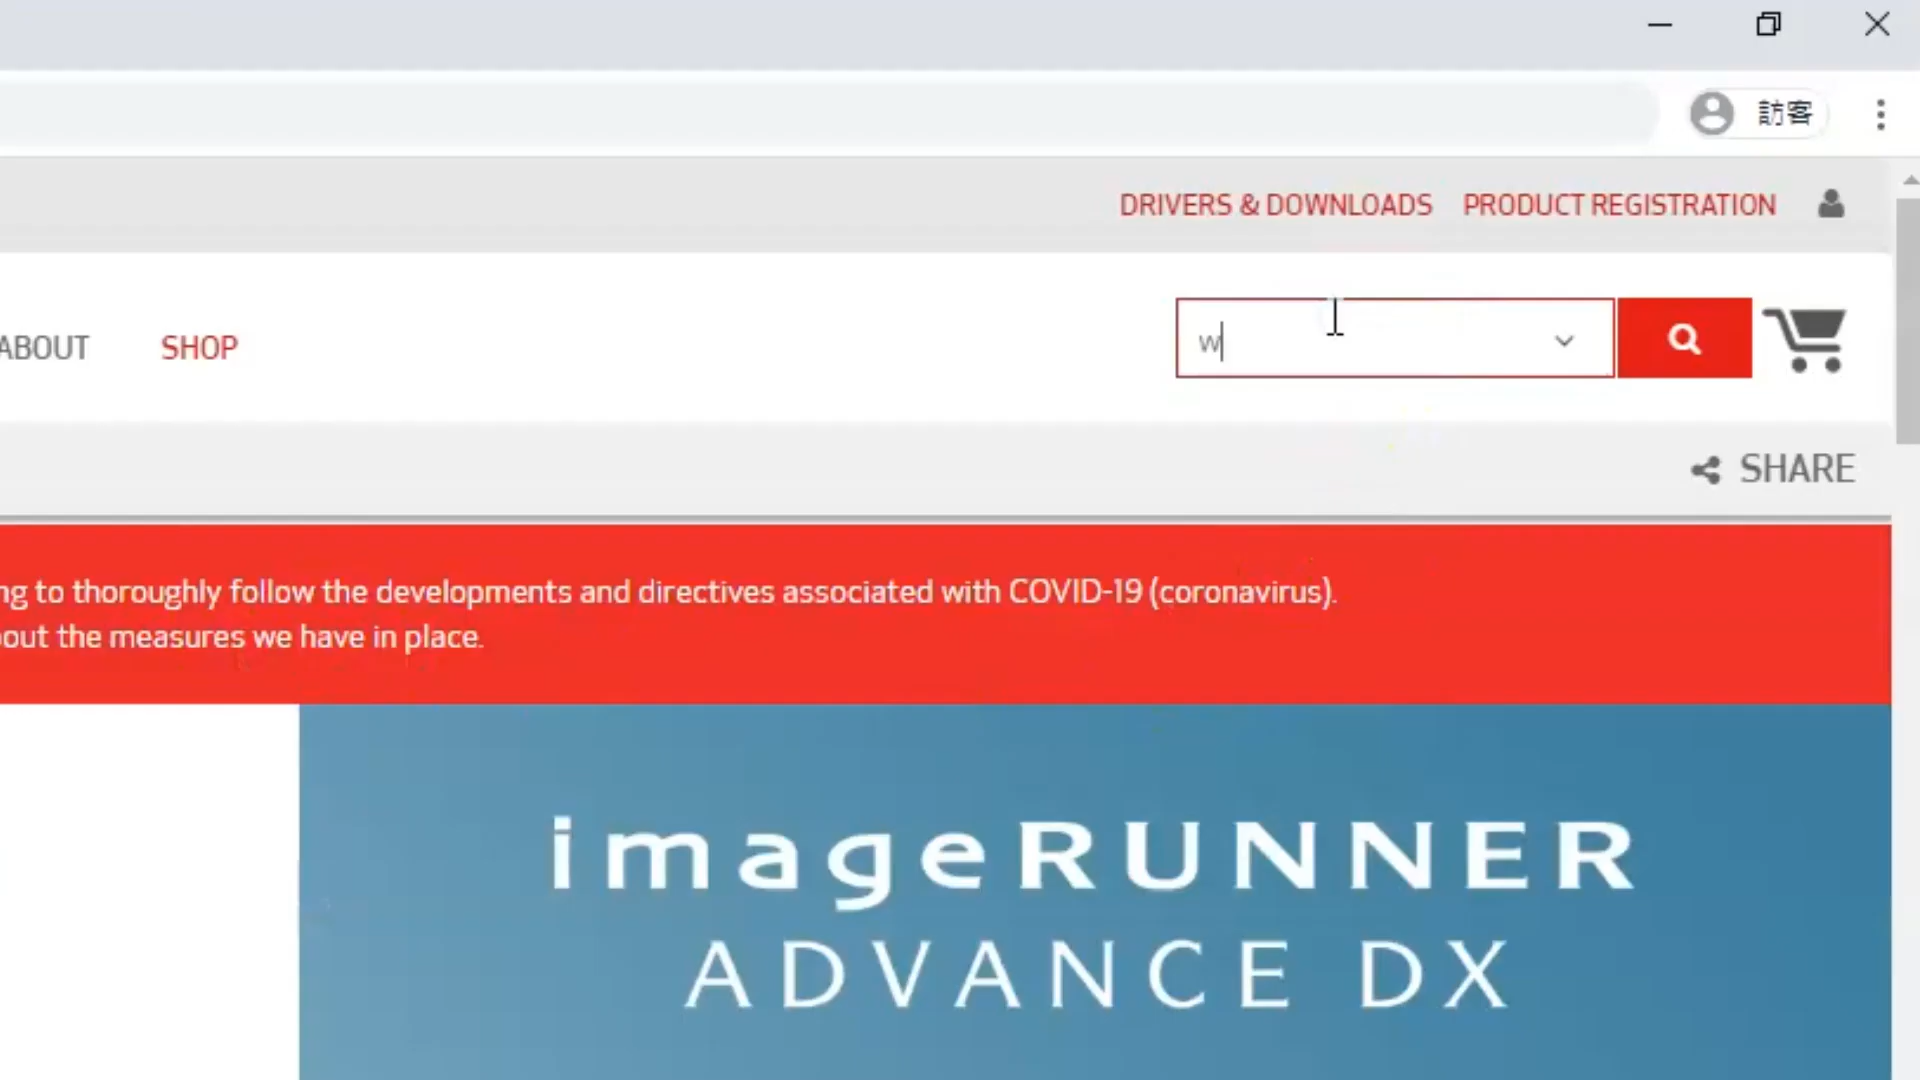 訪客
DRIVERS & DOWNLOADS PRODUCT REGISTRATION
ABOUT SHOP
w
SHARE
ng to thoroughly follow the developments and directives associated with COVID-19 (coronavirus).
out the measures we have in place.
imageRUNNER
ADVANCE DX